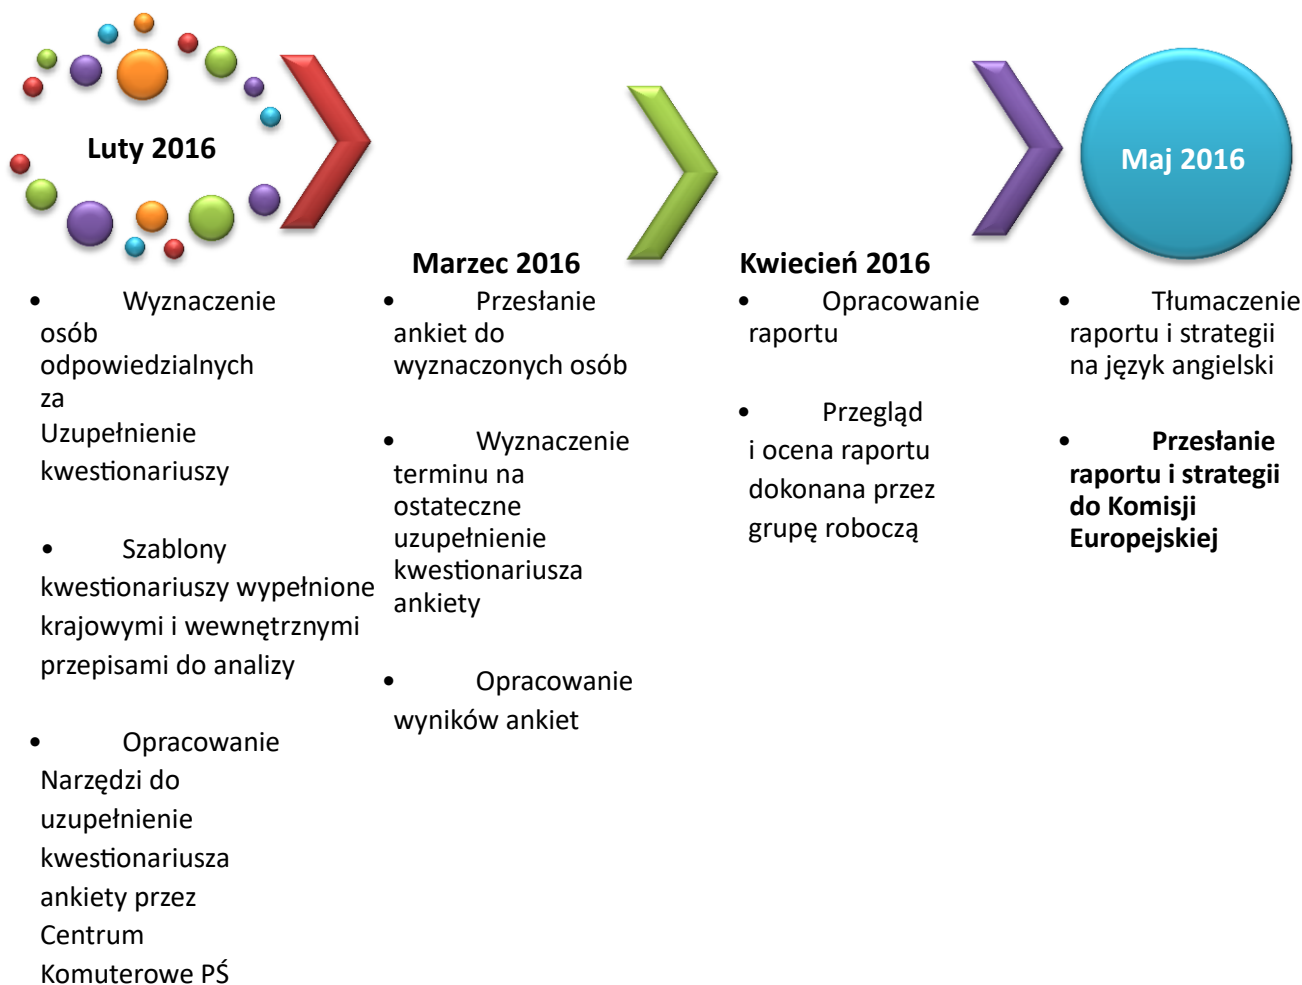 Luty 2016
• Wyznaczenie
osób
odpowiedzialnych
za
Uzupełnienie
kwestionariuszy
• Szablony
kwestionariuszy wypełnione
krajowymi i wewnętrznymi
przepisami do analizy
• Opracowanie
Narzędzi do
uzupełnienie
kwestionariusza
ankiety przez
Centrum
Komuterowe PŚ
Marzec 2016
• Przesłanie
ankiet do
wyznaczonych osób
• Wyznaczenie
terminu na
ostateczne
uzupełnienie
kwestionariusza
ankiety
• Opracowanie
wyników ankiet
Kwiecień 2016
• Opracowanie
raportu
• Przegląd
i ocena raportu
dokonana przez
grupę roboczą
Maj 2016
• Tłumaczenie
raportu i strategii
na język angielski
• Przesłanie
raportu i strategii
do Komisji
Europejskiej